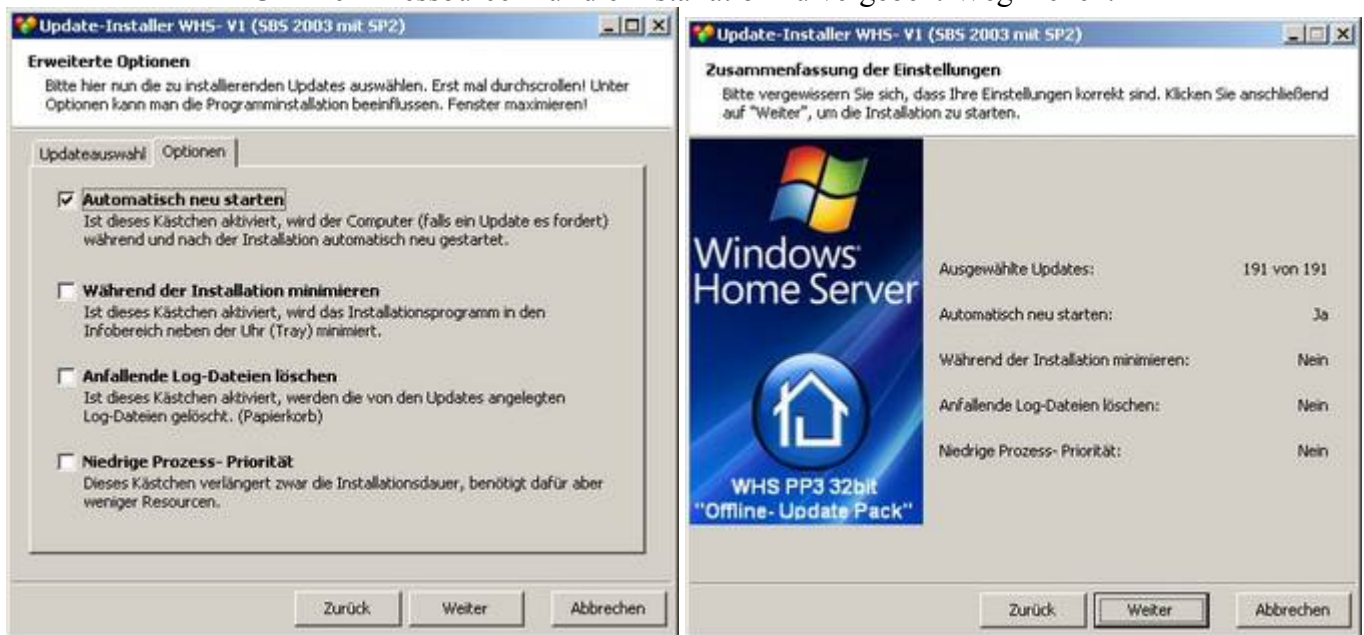 Update-Installer WHS- V1 (SBS 2003 mit SP2)
Erweiterte Optionen
Bitte hier nun die zu installierenden Updates auswählen. Erst mal durchscrollen! Unter
Optionen kann man die Programminstallation beeinflussen. Fenster maximieren!
Updateauswahl Optionen
Automatisch neu starten
Ist dieses Kästchen aktiviert, wird der Computer (falls ein Update es fordert)
während und nach der Installation automatisch neu gestartet.
Während der Installation minimieren
Ist dieses Kästchen aktiviert, wird das Installationsprogramm in den
Infobereich neben der Uhr (Tray) minimiert.
Anfallende Log-Dateien löschen
Ist dieses Kästchen aktiviert, werden die von den Updates angelegten
Log-Dateien gelöscht. (Papierkorb)
Niedrige Prozess- Priorität
Dieses Kästchen verlängert zwar die Installationsdauer, benötigt dafür aber
weniger Resourcen.
Zurück Weiter Abbrechen
Update-Installer WHS- V1 (SBS 2003 mit SP2)
Zusammenfassung der Einstellungen
Bitte vergewissern Sie sich, dass Ihre Einstellungen korrekt sind. Klicken Sie anschließend
auf "Weiter", um die Installation zu starten.
Windows
Home Server
WHS PP3 32bit
"Offline- Update Pack"
Ausgewählte Updates: 191 von 191
Automatisch neu starten: Ja
Während der Installation minimieren: Nein
Anfallende Log-Dateien löschen: Nein
Niedrige Prozess- Priorität: Nein
Zurück Weiter Abbrechen